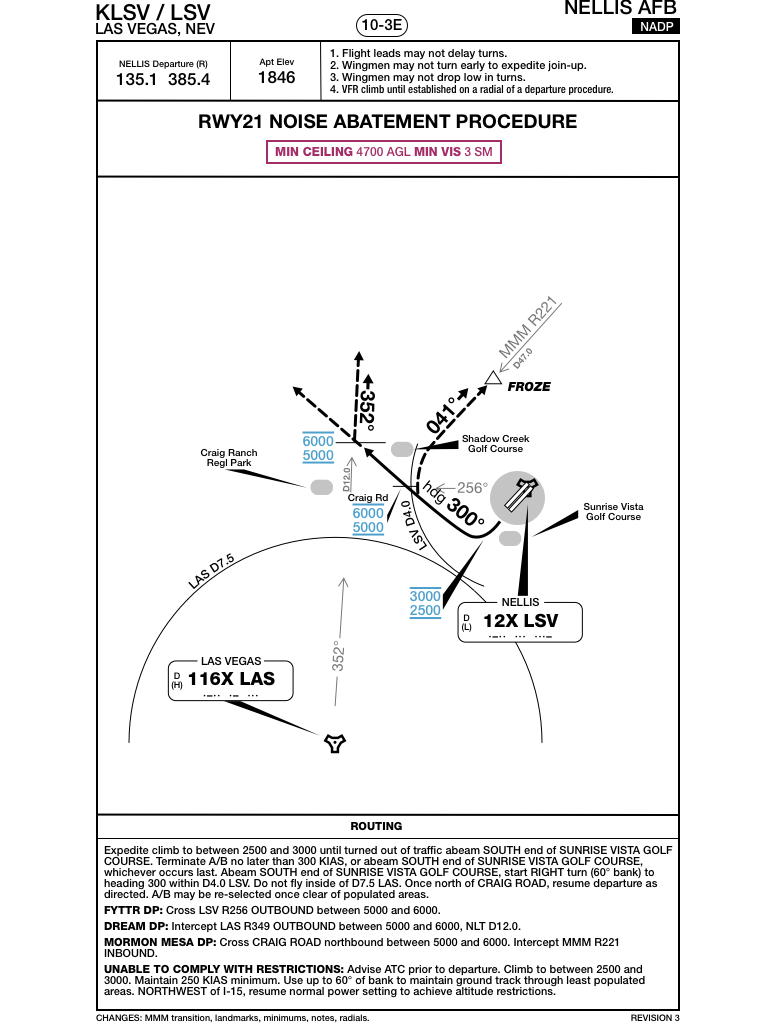 KLSV / LSV
LAS VEGAS, NEV
10-3E
NELLIS AFB
NADP
NELLIS Departure (R)
135.1 385.4
Apt Elev
1846
1. Flight leads may not delay turns.
2. Wingmen may not turn early to expedite join-up.
3. Wingmen may not drop low in turns.
4. VFR climb until established on a radial of a departure procedure.
RWY21 NOISE ABATEMENT PROCEDURE
MIN CEILING 4700 AGL MIN VIS 3 SM
MMM R221
D47.0
FROZE
352°
041°
6000
5000
Shadow Creek
Golf Course
Craig Ranch
Regl Park
D12.0
Craig Rd
6000
5000
256°
hdg 300°
LSV D4.0
Sunrise Vista
Golf Course
LAS D7.5
3000
2500
NELLIS
D
(L)
12X LSV
.-.. ... ...-
352°
LAS VEGAS
D
(H)
116X LAS
.-.. .- ...
ROUTING
Expedite climb to between 2500 and 3000 until turned out of traffic abeam SOUTH end of SUNRISE VISTA GOLF
COURSE. Terminate A/B no later than 300 KIAS, or abeam SOUTH end of SUNRISE VISTA GOLF COURSE,
whichever occurs last. Abeam SOUTH end of SUNRISE VISTA GOLF COURSE, start RIGHT turn (60° bank) to
heading 300 within D4.0 LSV. Do not fly inside of D7.5 LAS. Once north of CRAIG ROAD, resume departure as
directed. A/B may be re-selected once clear of populated areas.
FYTTR DP: Cross LSV R256 OUTBOUND between 5000 and 6000.
DREAM DP: Intercept LAS R349 OUTBOUND between 5000 and 6000, NLT D12.0.
MORMON MESA DP: Cross CRAIG ROAD northbound between 5000 and 6000. Intercept MMM R221
INBOUND.
UNABLE TO COMPLY WITH RESTRICTIONS: Advise ATC prior to departure. Climb to between 2500 and
3000. Maintain 250 KIAS minimum. Use up to 60° of bank to maintain ground track through least populated
areas. NORTHWEST of I-15, resume normal power setting to achieve altitude restrictions.
CHANGES: MMM transition, landmarks, minimums, notes, radials.
REVISION 3